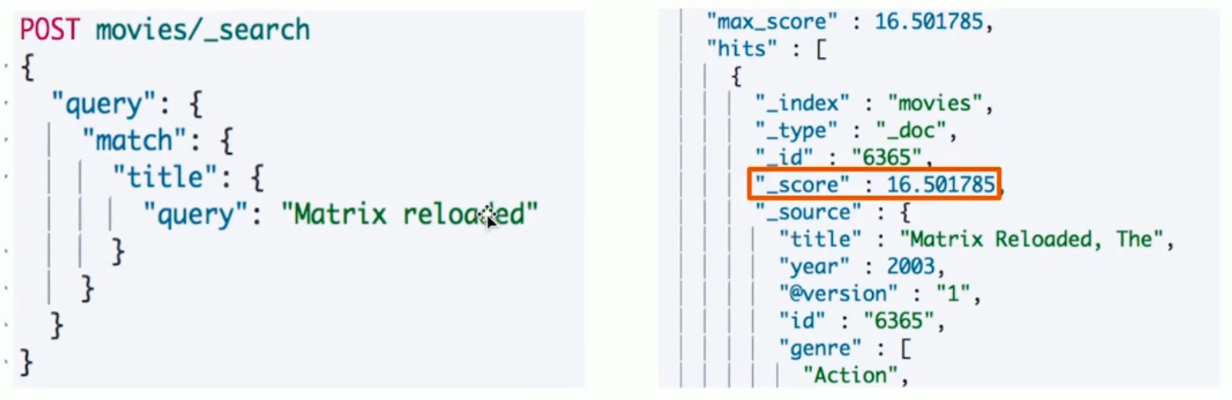 POST movies/_search
{
"query": {
"match": {
"title": {
"query": "Matrix reloaded"
}
}
}
}
"max_score" : 16.501785,
"hits" : [
{
"_index" : "movies",
"_type" : "_doc",
"_id" : "6365",
"_score" : 16.501785,
"_source" : {
"title" : "Matrix Reloaded, The",
"year" : 2003,
"@version" : "1",
"id" : "6365",
"genre" : [
"Action",